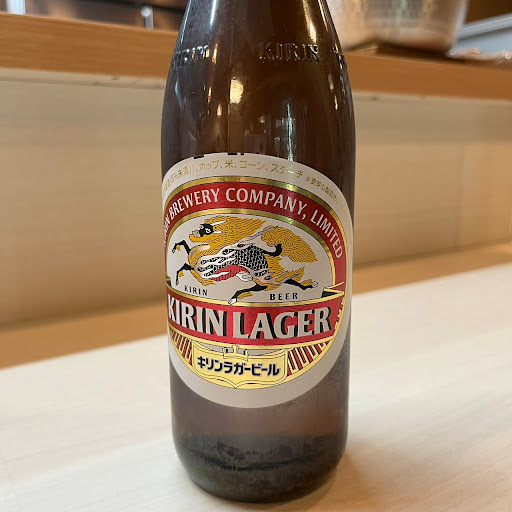 KIRIN
ホップ、米、コーン、スターチ
BREWERY COMPANY, LIMITED
KIRIN BEER
KIRIN LAGER
キリンラガービール